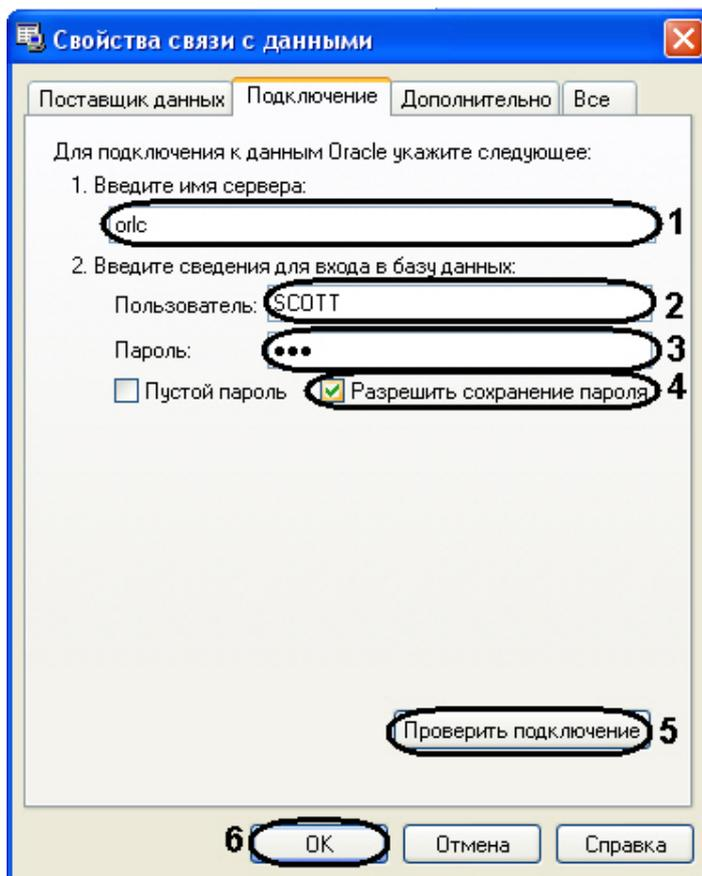 Свойства связи с данными
Поставщик данных Подключение Дополнительно Все
Для подключения к данным Oracle укажите следующее:
1. Введите имя сервера:
orlc 1
2. Введите сведения для входа в базу данных:
Пользователь: SCOTT 2
Пароль: ●●● 3
Пустой пароль Разрешить сохранение пароля 4
Проверить подключение 5
6 OK Отмена Справка